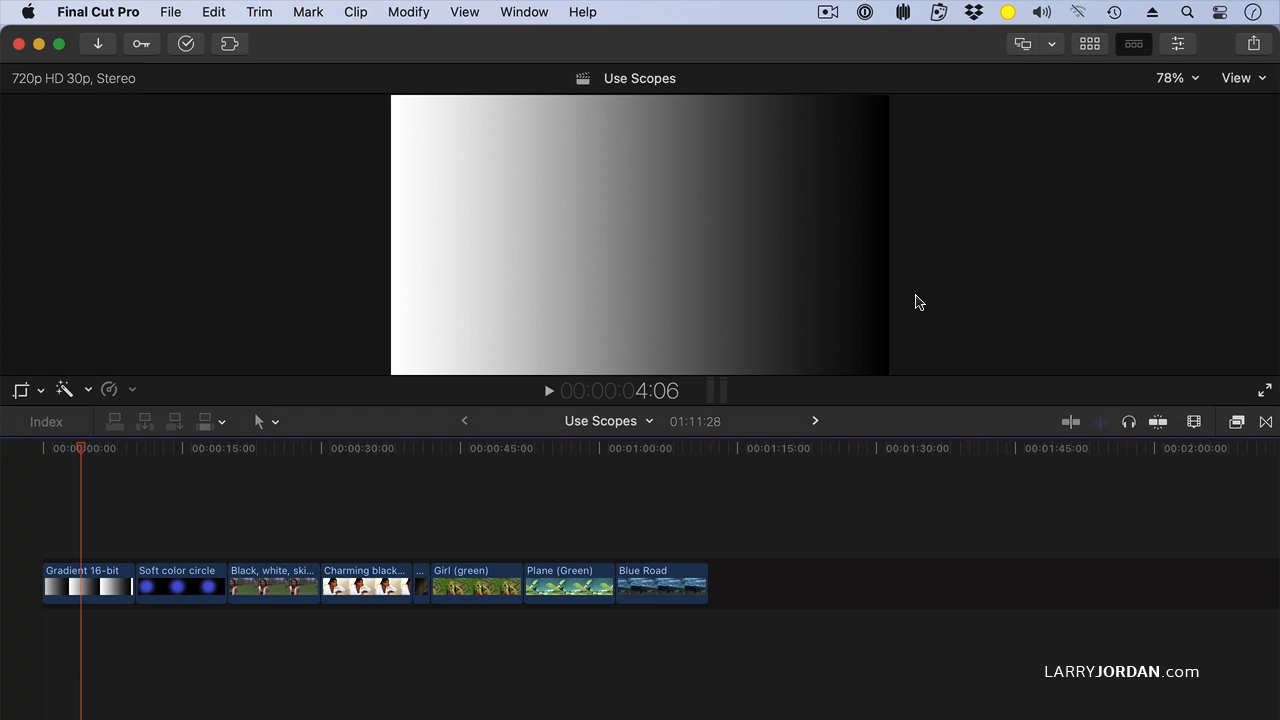 Final Cut Pro File Edit Trim Mark Clip Modify View Window Help
720p HD 30p, Stereo Use Scopes 78% View
00:00:04:06
Index Use Scopes 01:11:28
00:00:00:00 00:00:15:00 00:00:30:00 00:00:45:00 00:01:00:00 00:01:15:00 00:01:30:00 00:01:45:00 00:02:00:00
Gradient 16-bit Soft color circle Black, white, ski... Charming black... ... Girl (green) Plane (Green) Blue Road
LARRYJORDAN.com